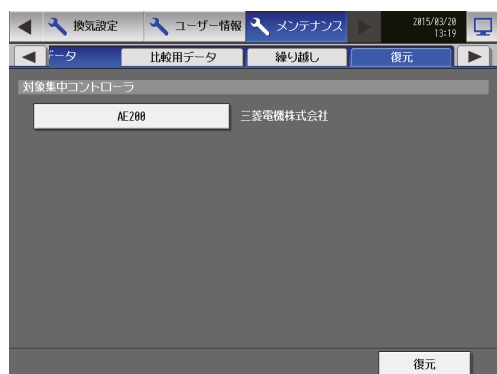 換気設定
ユーザー情報
メンテナンス
2015/03/20
13:19
データ
比較用データ
繰り越し
復元
対象集中コントローラ
AE200
三菱電機株式会社
復元